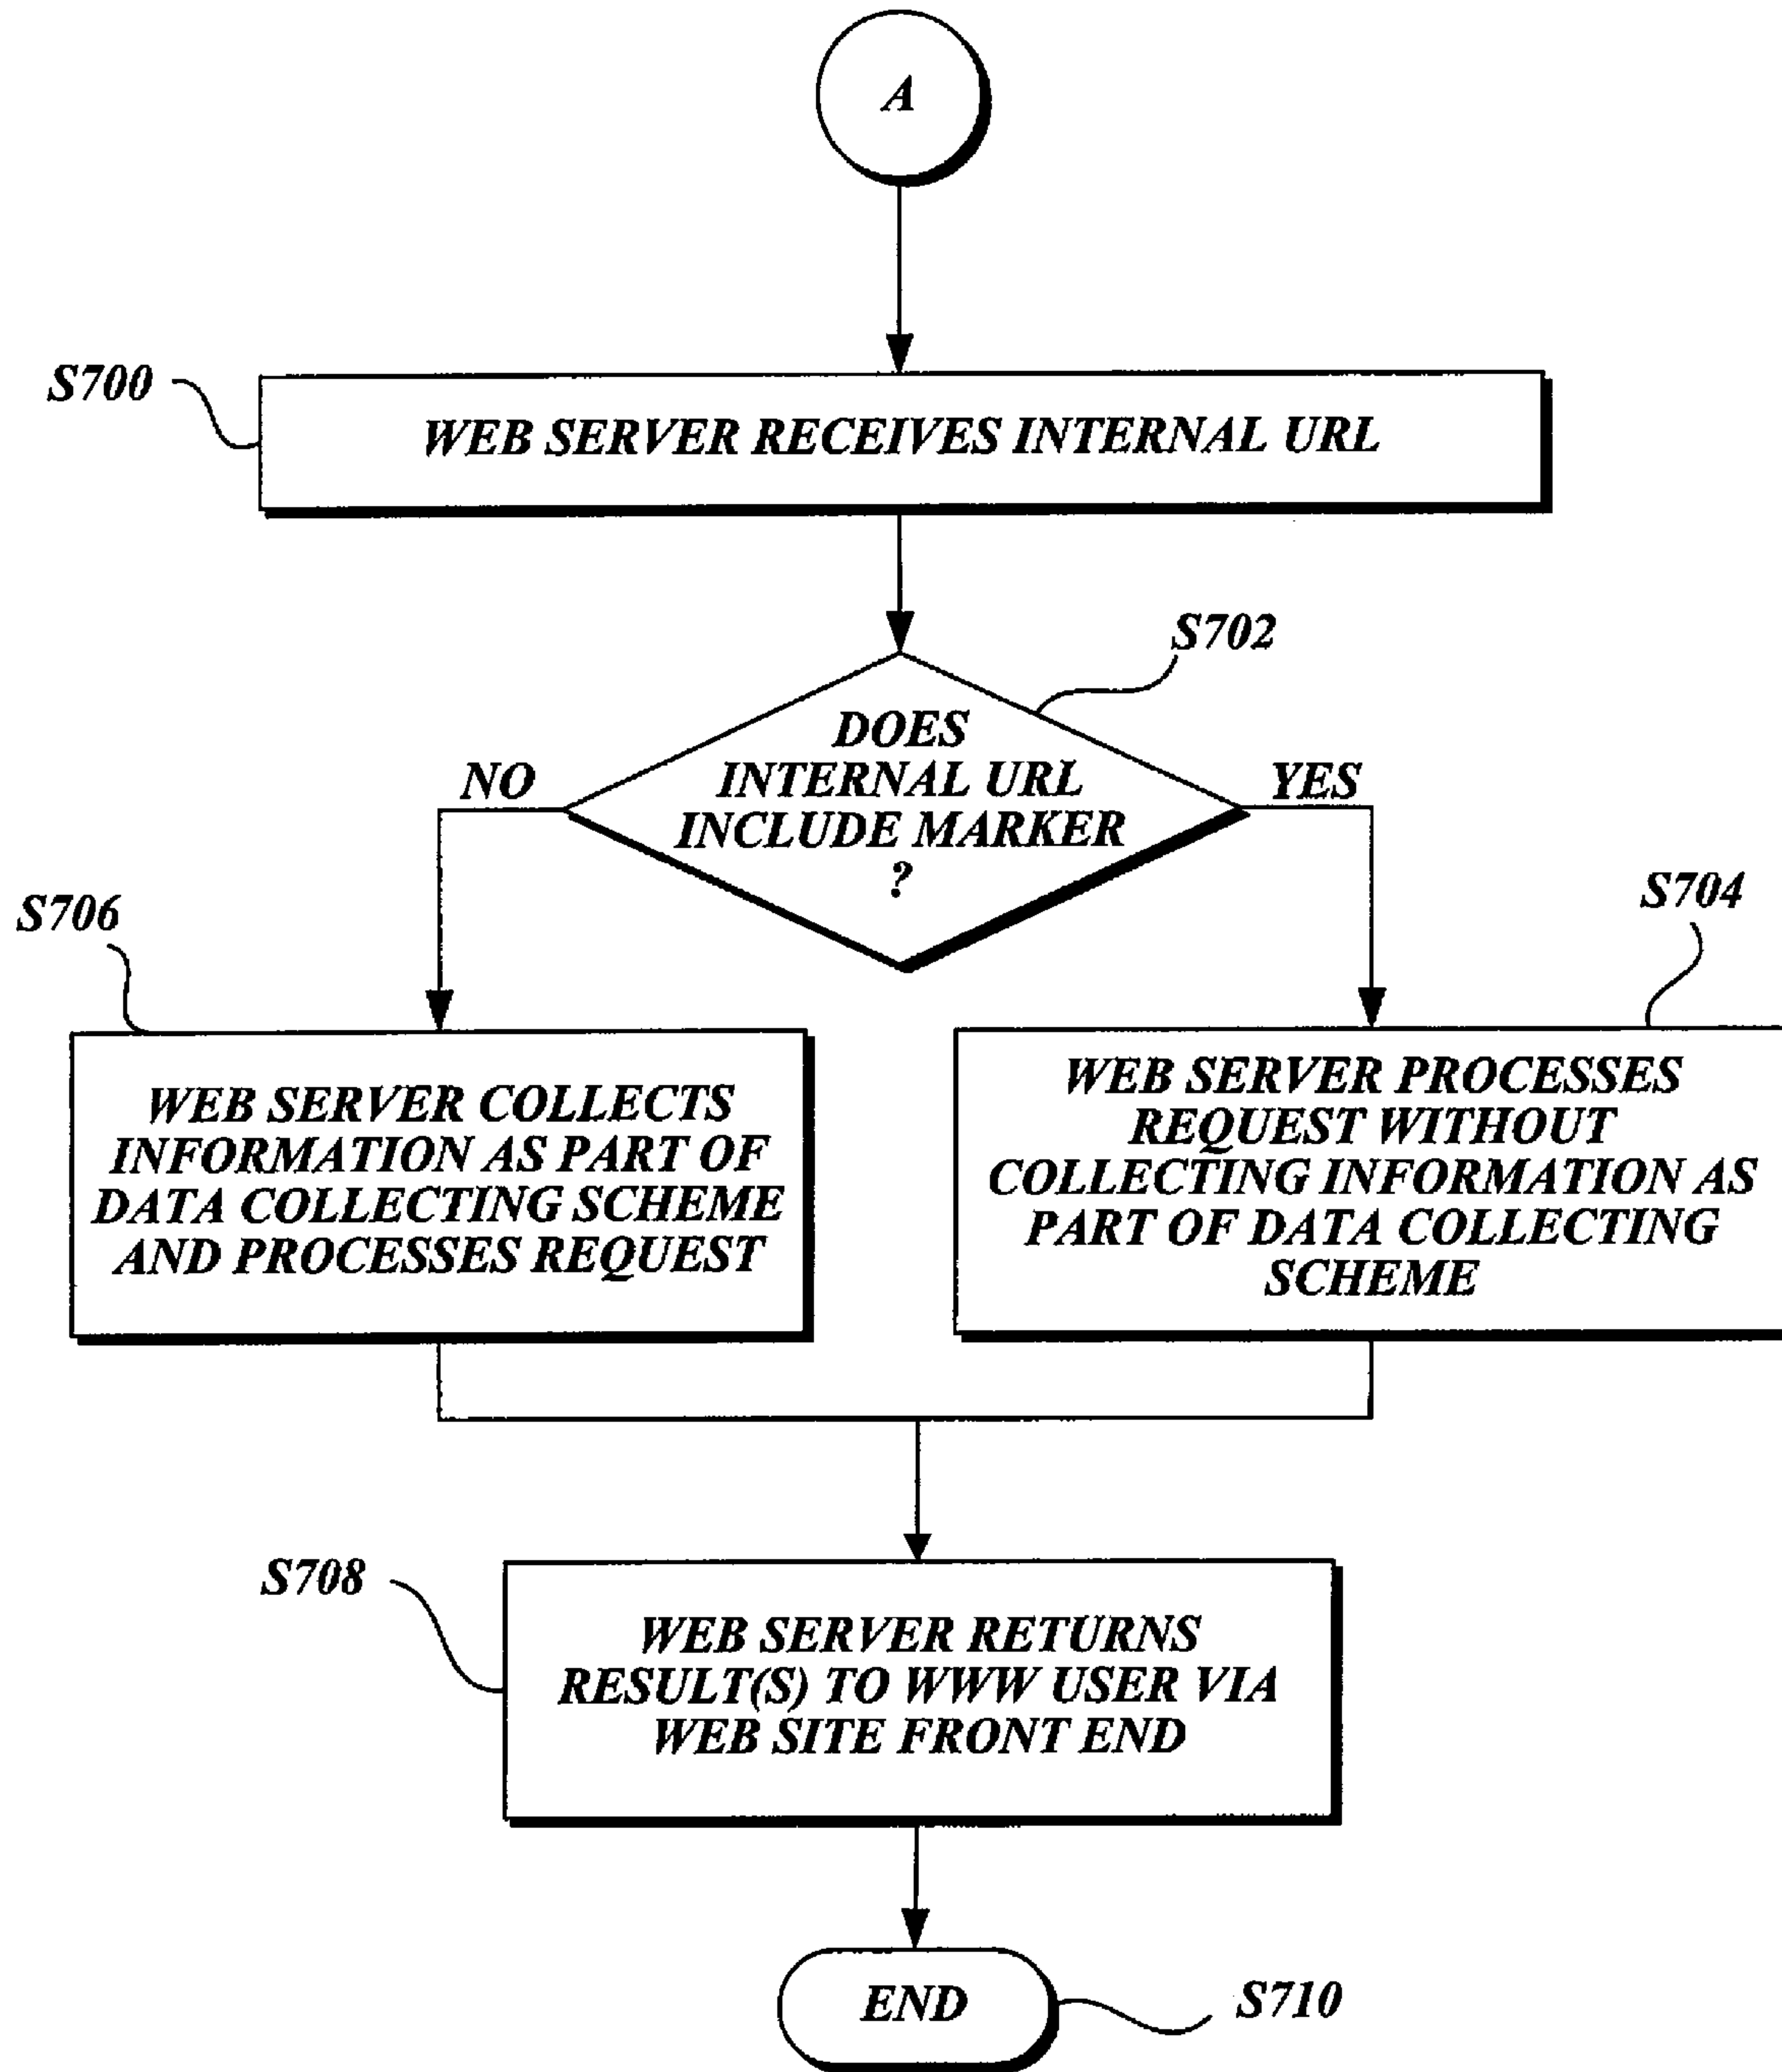 A
S700
WEB SERVER RECEIVES INTERNAL URL
S702
DOES
INTERNAL URL
INCLUDE MARKER
?
NO
YES
S706
S704
WEB SERVER COLLECTS
INFORMATION AS PART OF
DATA COLLECTING SCHEME
AND PROCESSES REQUEST
WEB SERVER PROCESSES
REQUEST WITHOUT
COLLECTING INFORMATION AS
PART OF DATA COLLECTING
SCHEME
S708
WEB SERVER RETURNS
RESULT(S) TO WWW USER VIA
WEB SITE FRONT END
END
S710